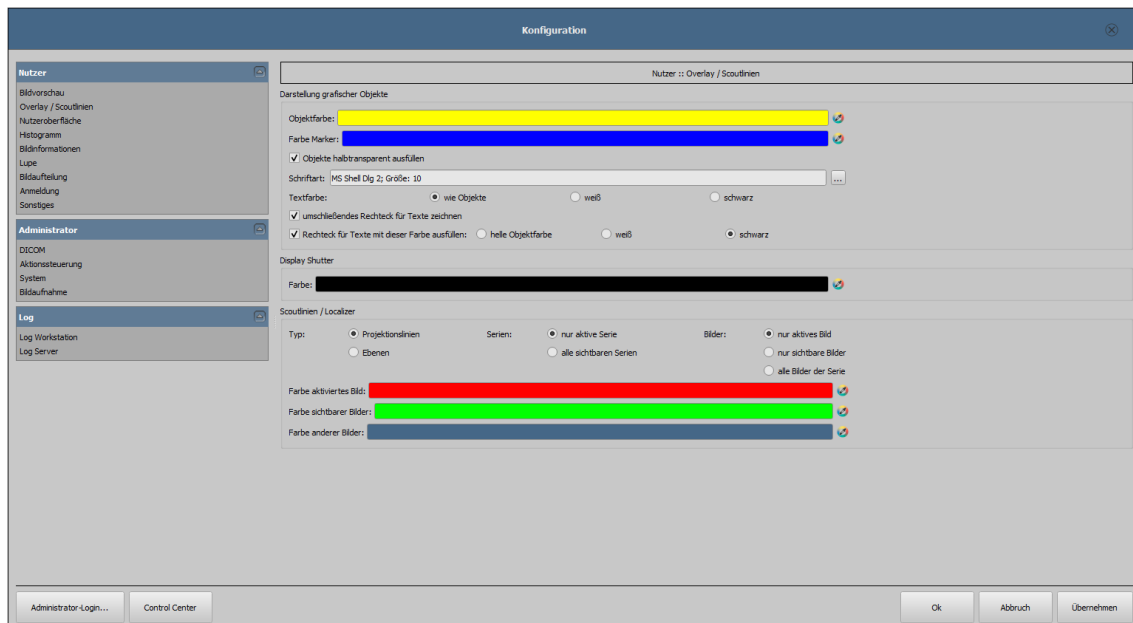 Konfiguration
Nutzer
Bildvorschau
Overlay / Scoutlinien
Nutzeroberfläche
Histogramm
Bildinformationen
Lupe
Bildaufteilung
Anmeldung
Sonstiges
Administrator
DICOM
Aktionssteuerung
System
Bildaufnahme
Log
Log Workstation
Log Server
Nutzer :: Overlay / Scoutlinien
Darstellung grafischer Objekte
Objektfarbe:
Farbe Marker:
Objekte halbtransparent ausfüllen
Schriftart: MS Shell Dlg 2; Größe: 10 ...
Textfarbe: wie Objekte weiß schwarz
umschließendes Rechteck für Texte zeichnen
Rechteck für Texte mit dieser Farbe ausfüllen: helle Objektfarbe weiß schwarz
Display Shutter
Farbe:
Scoutlinien / Localizer
Typ: Projektionslinien Serien: nur aktive Serie Bilder: nur aktives Bild
Ebenen alle sichtbaren Serien nur sichtbare Bilder
alle Bilder der Serie
Farbe aktiviertes Bild:
Farbe sichtbarer Bilder:
Farbe anderer Bilder:
Administrator-Login... Control Center Ok Abbruch Übernehmen